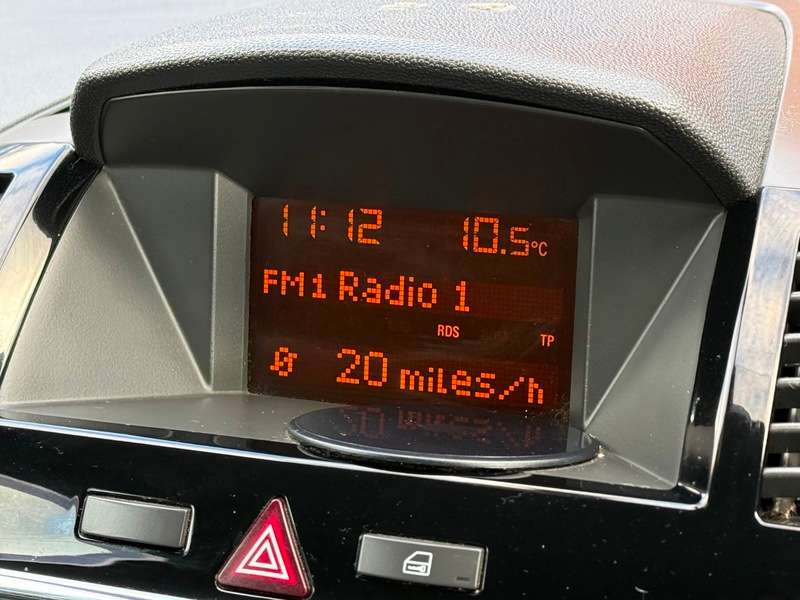 11:12 10.5°C
FM1 Radio 1
RDS TP
20 miles/h